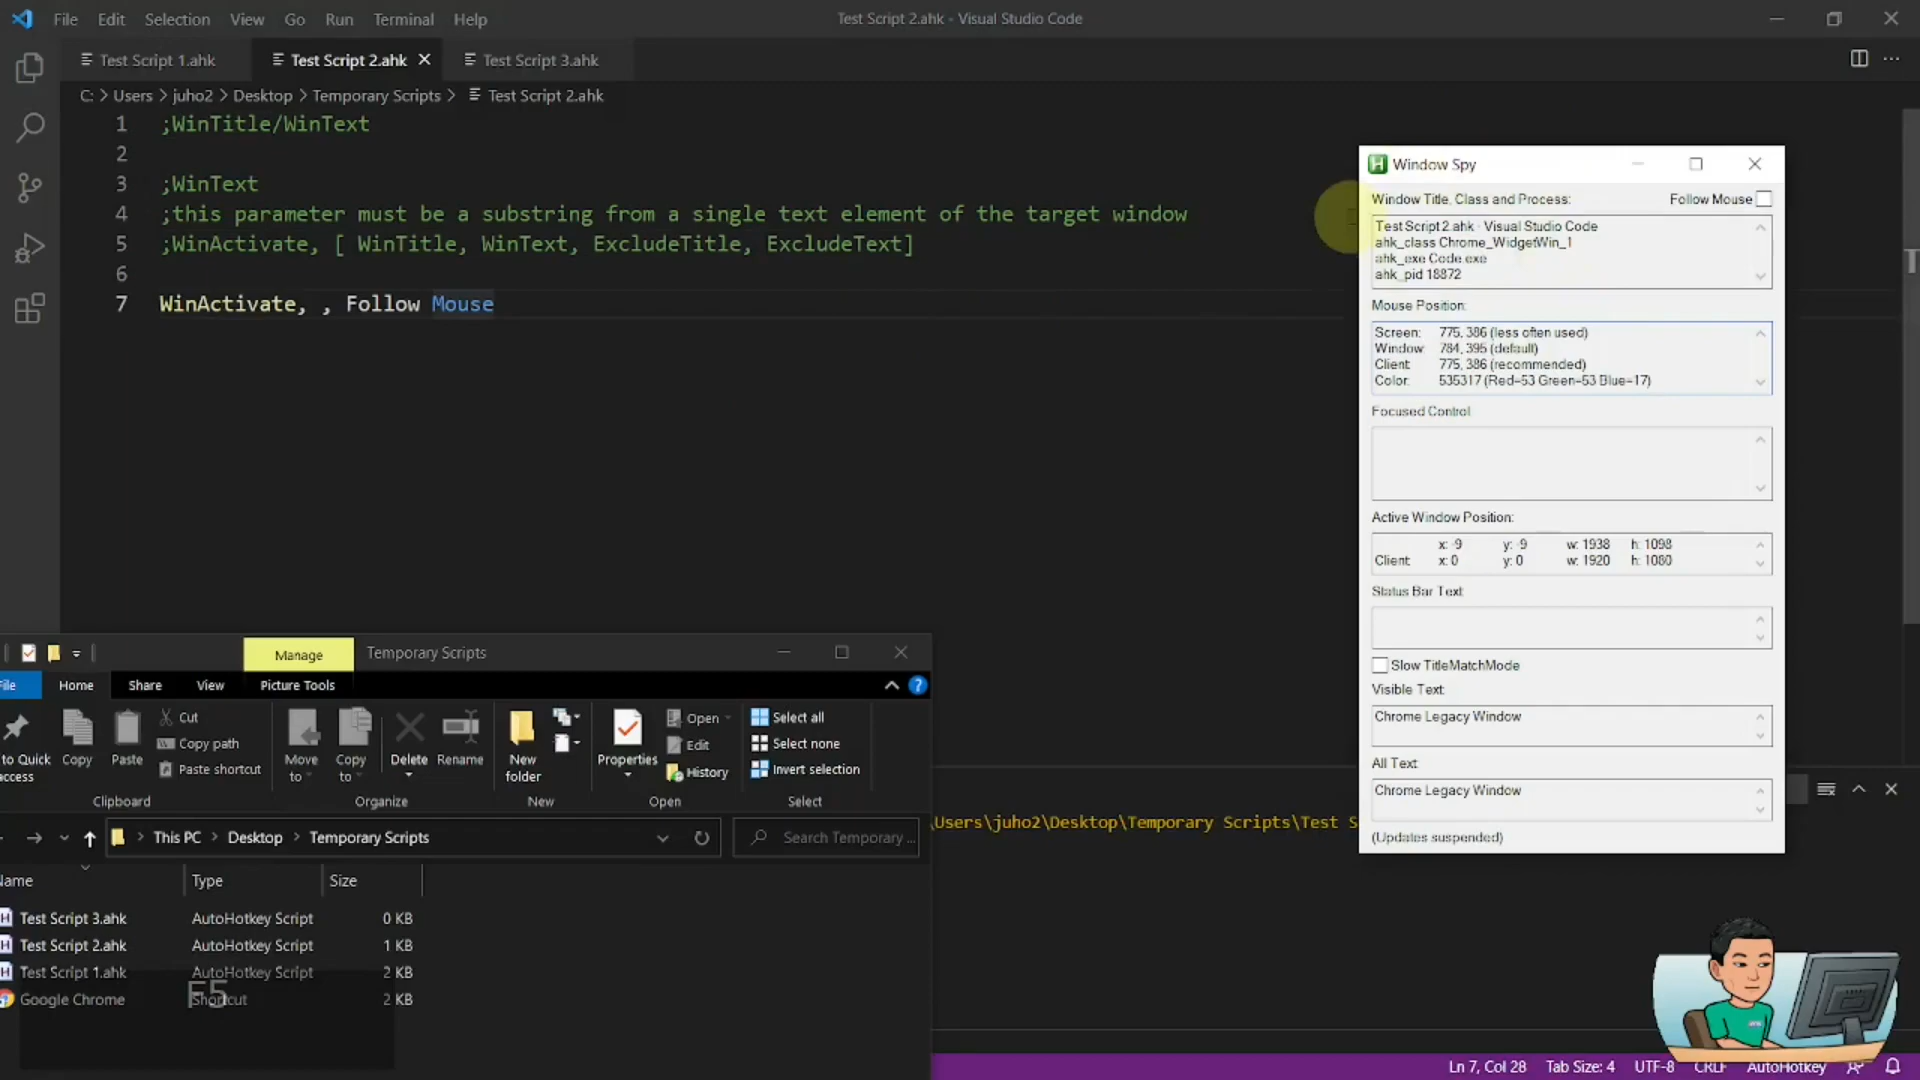 File Edit Selection View Go Run Terminal Help
Test Script 2.ahk - Visual Studio Code
Test Script 1.ahk Test Script 2.ahk Test Script 3.ahk
C: > Users > juho2 > Desktop > Temporary Scripts > Test Script 2.ahk
1 ;WinTitle/WinText
2
3 ;WinText
4 ;this parameter must be a substring from a single text element of the target window
5 ;WinActivate, [ WinTitle, WinText, ExcludeTitle, ExcludeText]
6
7 WinActivate, , Follow Mouse
Window Spy
Window Title, Class and Process: Follow Mouse
Test Script 2.ahk - Visual Studio Code
ahk_class Chrome_WidgetWin_1
ahk_exe Code.exe
ahk_pid 18872
Mouse Position:
Screen: 775, 386 (less often used)
Window: 784, 395 (default)
Client: 775, 386 (recommended)
Color: 535317 (Red=53 Green=53 Blue=17)
Focused Control:
Active Window Position:
x: -9 y: -9 w: 1938 h: 1098
Client: x: 0 y: 0 w: 1920 h: 1080
Status Bar Text:
Slow TitleMatchMode
Visible Text:
Chrome Legacy Window
All Text:
Chrome Legacy Window
(Updates suspended)
Manage Temporary Scripts
File Home Share View Picture Tools
to Quick access
Copy
Paste
Cut
Copy path
Paste shortcut
Move to
Copy to
Delete
Rename
New folder
Properties
Open
Edit
History
Select all
Select none
Invert selection
Clipboard Organize New Open Select
This PC > Desktop > Temporary Scripts
Search Temporary ...
\Users\juho2\Desktop\Temporary Scripts\Test S
Name Type Size
Test Script 3.ahk AutoHotkey Script 0 KB
Test Script 2.ahk AutoHotkey Script 1 KB
Test Script 1.ahk AutoHotkey Script 2 KB
Google Chrome Shortcut 2 KB
F5
Ln 7, Col 28 Tab Size: 4 UTF-8 CRLF AutoHotkey